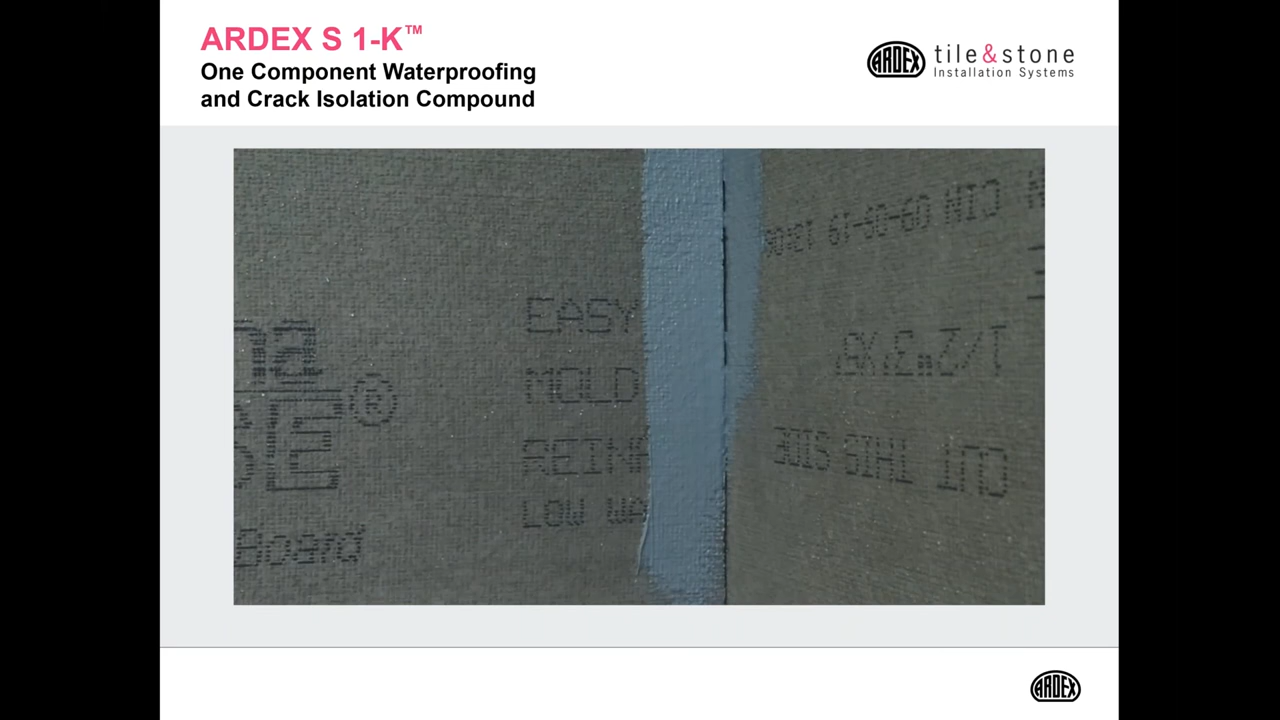 ARDEX S 1-K™
One Component Waterproofing
and Crack Isolation Compound
ARDEX
tile&stone
Installation Systems
EASY
MOLD
LOW WA
®
Board
CUT THIS SIDE
ARDEX